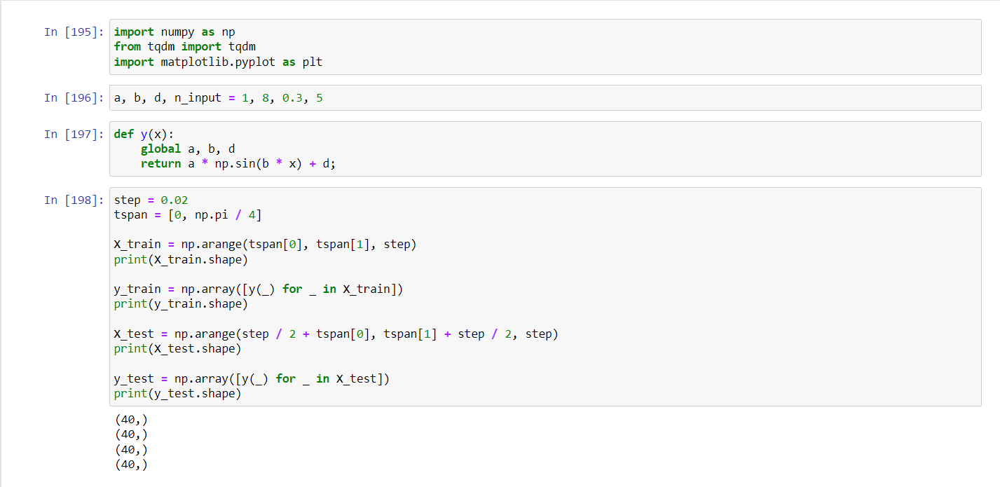 In [195]: import numpy as np
from tqdm import tqdm
import matplotlib.pyplot as plt
In [196]: a, b, d, n_input = 1, 8, 0.3, 5
In [197]: def y(x):
    global a, b, d
    return a * np.sin(b * x) + d;
In [198]: step = 0.02
tspan = [0, np.pi / 4]
X_train = np.arange(tspan[0], tspan[1], step)
print(X_train.shape)
y_train = np.array([y(_) for _ in X_train])
print(y_train.shape)
X_test = np.arange(step / 2 + tspan[0], tspan[1] + step / 2, step)
print(X_test.shape)
y_test = np.array([y(_) for _ in X_test])
print(y_test.shape)
(40,)
(40,)
(40,)
(40,)